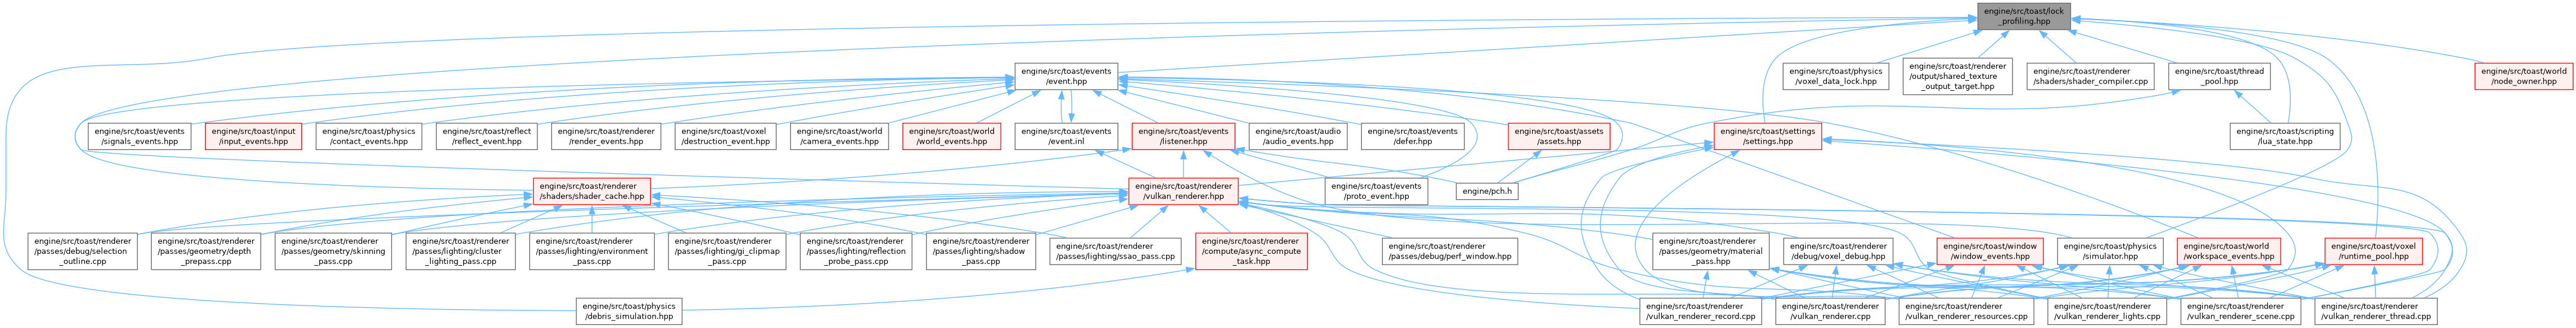 engine/src/toast/lock
_profiling.hpp
engine/src/toast/events
/event.hpp
engine/src/toast/physics
/voxel_data_lock.hpp
engine/src/toast/renderer
/output/shared_texture
_output_target.hpp
engine/src/toast/renderer
/shaders/shader_compiler.cpp
engine/src/toast/thread
_pool.hpp
engine/src/toast/world
/node_owner.hpp
engine/src/toast/events
/signals_events.hpp
engine/src/toast/input
/input_events.hpp
engine/src/toast/physics
/contact_events.hpp
engine/src/toast/reflect
/reflect_event.hpp
engine/src/toast/renderer
/render_events.hpp
engine/src/toast/voxel
/destruction_event.hpp
engine/src/toast/world
/camera_events.hpp
engine/src/toast/world
/world_events.hpp
engine/src/toast/events
/event.inl
engine/src/toast/events
/listener.hpp
engine/src/toast/audio
/audio_events.hpp
engine/src/toast/events
/defer.hpp
engine/src/toast/assets
/assets.hpp
engine/src/toast/settings
/settings.hpp
engine/src/toast/scripting
/lua_state.hpp
engine/src/toast/renderer
/shaders/shader_cache.hpp
engine/src/toast/renderer
/vulkan_renderer.hpp
engine/src/toast/events
/proto_event.hpp
engine/pch.h
engine/src/toast/renderer
/passes/debug/selection
_outline.cpp
engine/src/toast/renderer
/passes/geometry/depth
_prepass.cpp
engine/src/toast/renderer
/passes/geometry/skinning
_pass.cpp
engine/src/toast/renderer
/passes/lighting/cluster
_lighting_pass.cpp
engine/src/toast/renderer
/passes/lighting/environment
_pass.cpp
engine/src/toast/renderer
/passes/lighting/gi_clipmap
_pass.cpp
engine/src/toast/renderer
/passes/lighting/reflection
_probe_pass.cpp
engine/src/toast/renderer
/passes/lighting/shadow
_pass.cpp
engine/src/toast/renderer
/passes/lighting/ssao_pass.cpp
engine/src/toast/renderer
/compute/async_compute
_task.hpp
engine/src/toast/renderer
/passes/debug/perf_window.hpp
engine/src/toast/renderer
/passes/geometry/material
_pass.hpp
engine/src/toast/renderer
/debug/voxel_debug.hpp
engine/src/toast/window
/window_events.hpp
engine/src/toast/physics
/simulator.hpp
engine/src/toast/world
/workspace_events.hpp
engine/src/toast/voxel
/runtime_pool.hpp
engine/src/toast/physics
/debris_simulation.hpp
engine/src/toast/renderer
/vulkan_renderer_record.cpp
engine/src/toast/renderer
/vulkan_renderer.cpp
engine/src/toast/renderer
/vulkan_renderer_resources.cpp
engine/src/toast/renderer
/vulkan_renderer_lights.cpp
engine/src/toast/renderer
/vulkan_renderer_scene.cpp
engine/src/toast/renderer
/vulkan_renderer_thread.cpp